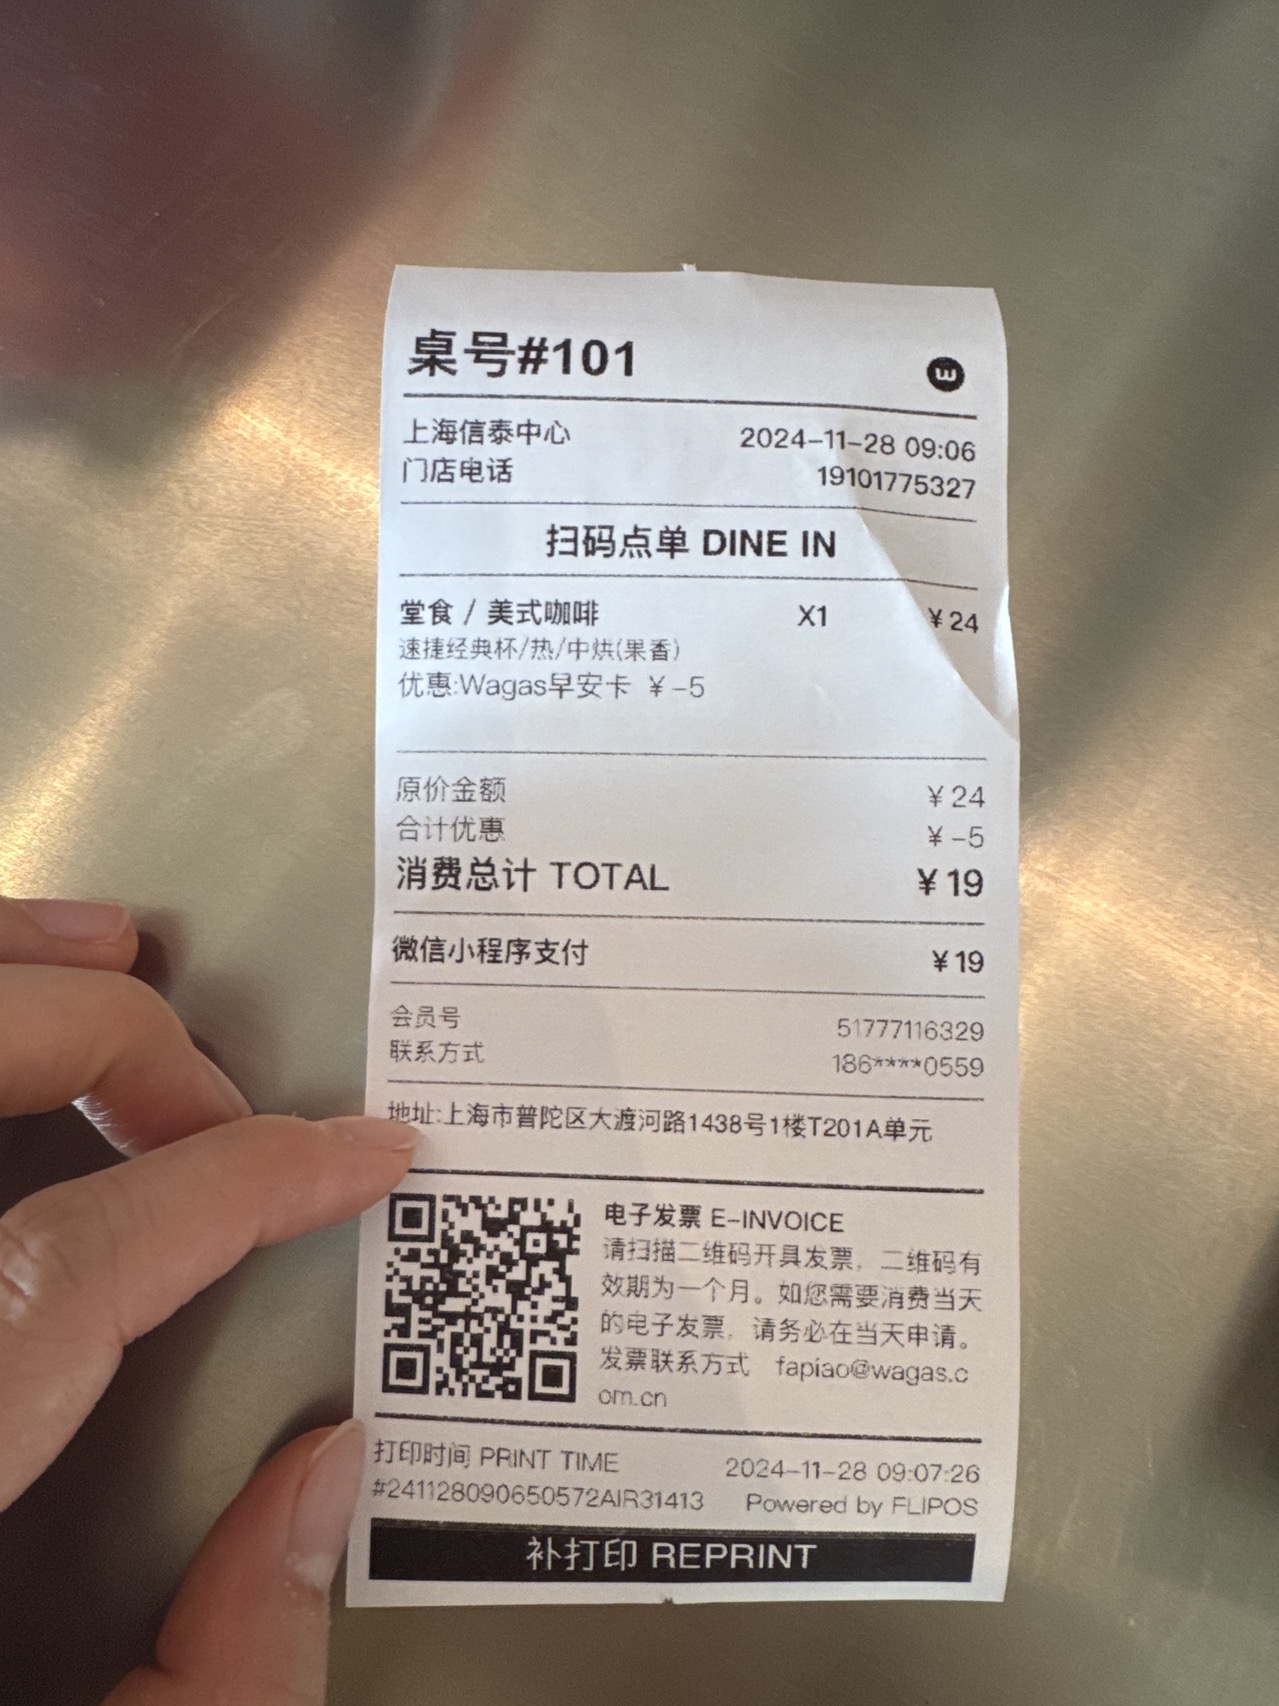 桌号#101
上海信泰中心 2024-11-28 09:06
门店电话 19101775327
扫码点单 DINE IN
堂食 / 美式咖啡 X1 ¥24
速捷经典杯/热/中烘(果香)
优惠:Wagas早安卡 ¥-5
原价金额 ¥24
合计优惠 ¥-5
消费总计 TOTAL ¥19
微信小程序支付 ¥19
会员号 51777116329
联系方式 186****0559
地址:上海市普陀区大渡河路1438号1楼T201A单元
电子发票 E-INVOICE
请扫描二维码开具发票，二维码有
效期为一个月。如您需要消费当天
的电子发票，请务必在当天申请。
发票联系方式 fapiao@wagas.c
om.cn
打印时间 PRINT TIME 2024-11-28 09:07:26
#241128090650572AIR31413 Powered by FLIPOS
补打印 REPRINT